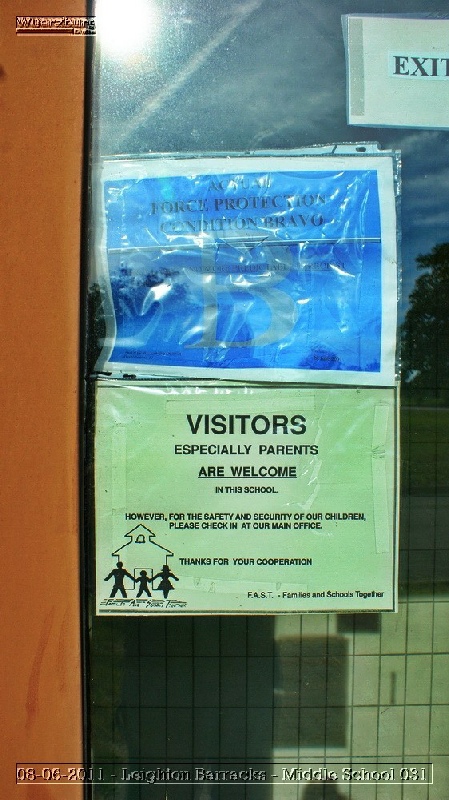 Wuerzburg
EXIT
ACTUAL
FORCE PROTECTION
CONDITION BRAVO
B
VISITORS
ESPECIALLY PARENTS
ARE WELCOME
IN THIS SCHOOL.
HOWEVER, FOR THE SAFETY AND SECURITY OF OUR CHILDREN,
PLEASE CHECK IN AT OUR MAIN OFFICE.
THANKS FOR YOUR COOPERATION
F.A.S.T. - Families and Schools Together
08-06-2011 - Leighton Barracks - Middle School 031